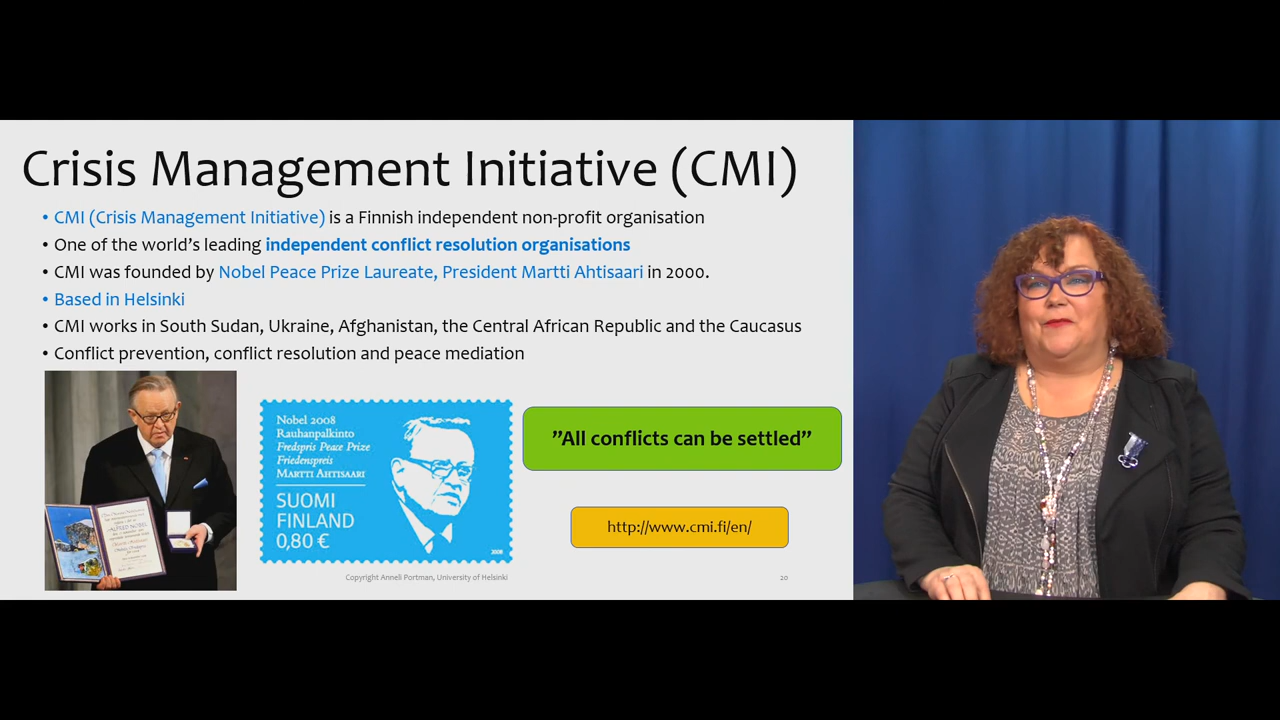 Crisis Management Initiative (CMI)
• CMI (Crisis Management Initiative) is a Finnish independent non-profit organisation
• One of the world's leading independent conflict resolution organisations
• CMI was founded by Nobel Peace Prize Laureate, President Martti Ahtisaari in 2000.
• Based in Helsinki
• CMI works in South Sudan, Ukraine, Afghanistan, the Central African Republic and the Caucasus
• Conflict prevention, conflict resolution and peace mediation
Nobel 2008
Rauhanpalkinto
Fredspris Peace Prize
Friedenspreis
MARTTI AHTISAARI
SUOMI
FINLAND
0,80 €
2008
”All conflicts can be settled”
http://www.cmi.fi/en/
ALFRED NOBEL
Copyright Anneli Portman, University of Helsinki
20